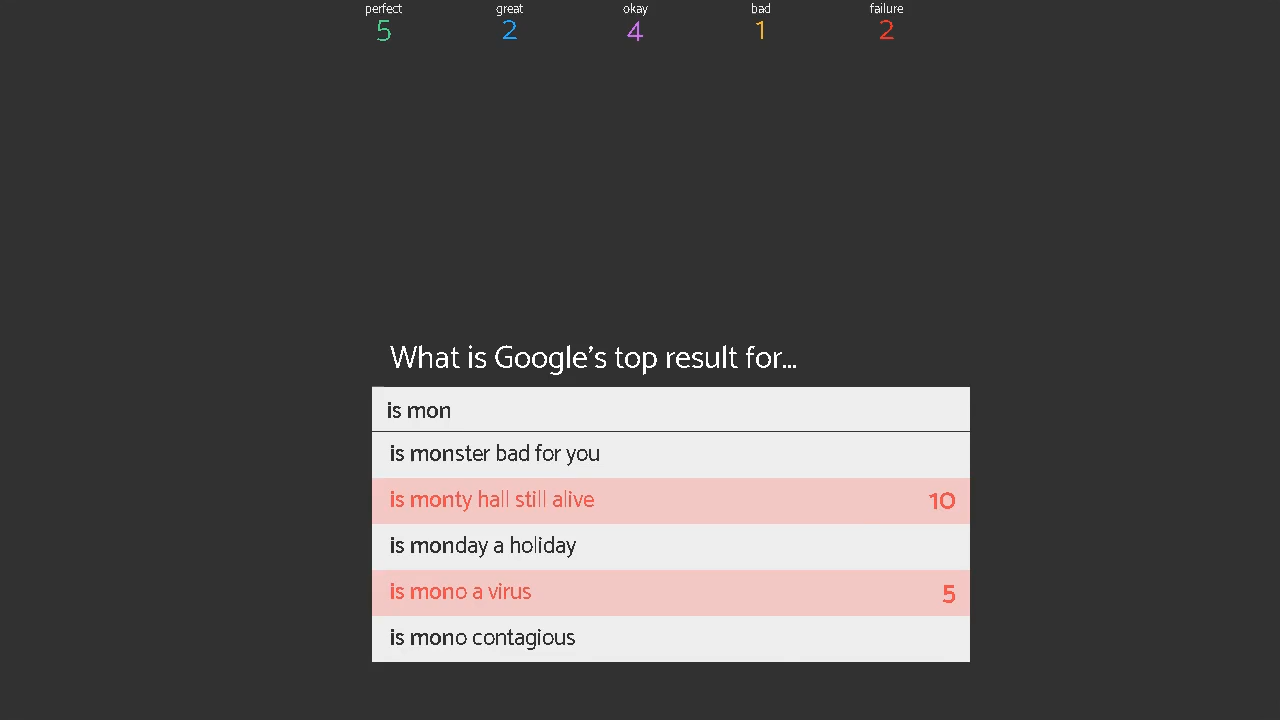 perfect great okay bad failure
5 2 4 1 2
What is Google's top result for...
is mon
is monster bad for you
is monty hall still alive 10
is monday a holiday
is mono a virus 5
is mono contagious